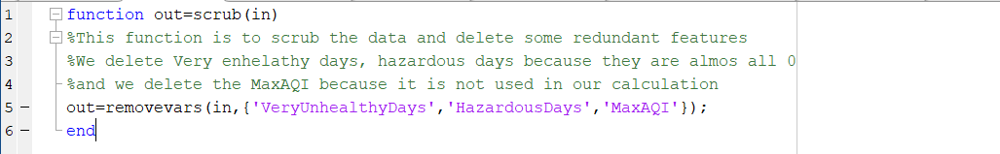 1 function out=scrub(in)
2 %This function is to scrub the data and delete some redundant features
3 %We delete Very enhelathy days, hazardous days because they are almos all 0
4 %and we delete the MaxAQI because it is not used in our calculation
5 out=removevars(in,{'VeryUnhealthyDays','HazardousDays','MaxAQI'});
6 end